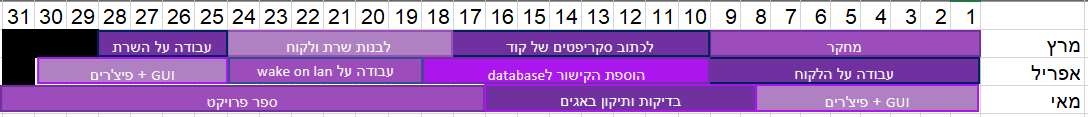 1 2 3 4 5 6 7 8 9 10 11 12 13 14 15 16 17 18 19 20 21 22 23 24 25 26 27 28 29 30 31
מרץ מחקר לכתוב סקריפטים של קוד לבנות שרת ולקוח עבודה על השרת
אפריל עבודה על הלקוח הוספת הקישור לdatabase עבודה על wake on lan GUI + פיצ'רים
מאי GUI + פיצ'רים בדיקות ותיקון באגים ספר פרויקט